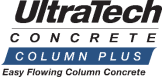 UltraTech
CONCRETE
COLUMN PLUS
Easy Flowing Column Concrete